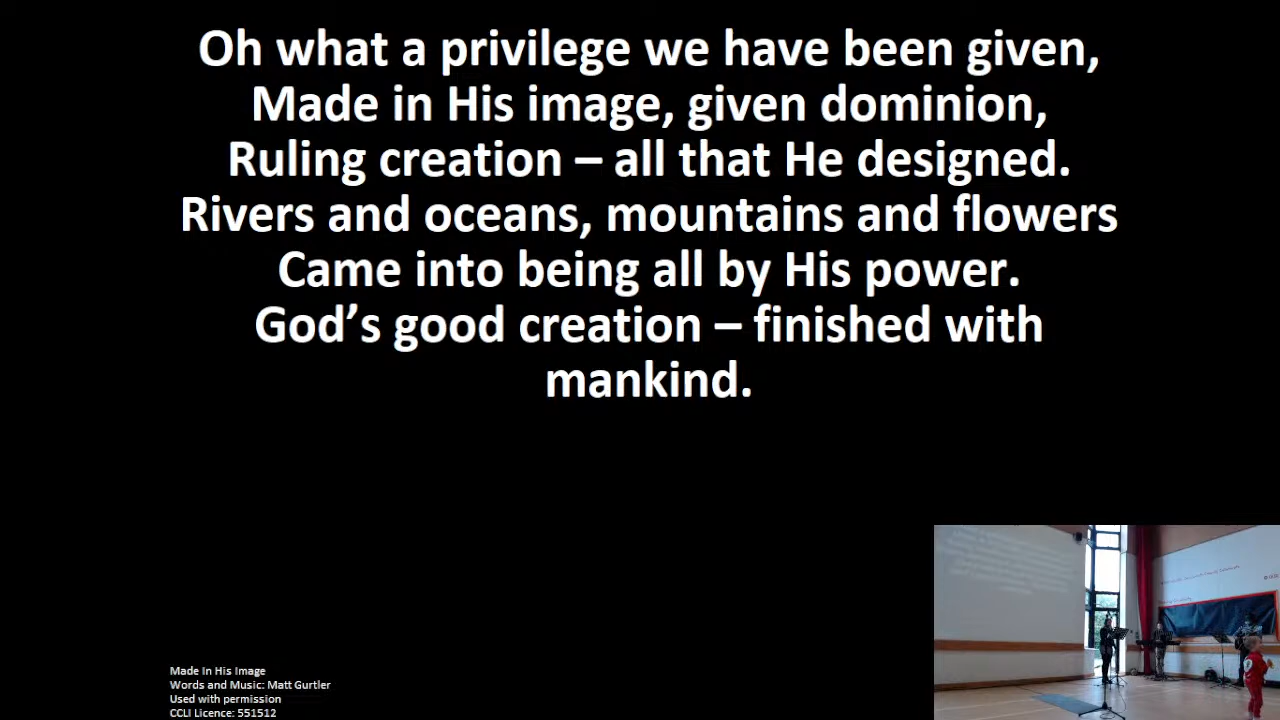 Oh what a privilege we have been given,
Made in His image, given dominion,
Ruling creation – all that He designed.
Rivers and oceans, mountains and flowers
Came into being all by His power.
God’s good creation – finished with
mankind.
Made In His Image
Words and Music: Matt Gurtler
Used with permission
CCLI Licence: 551512